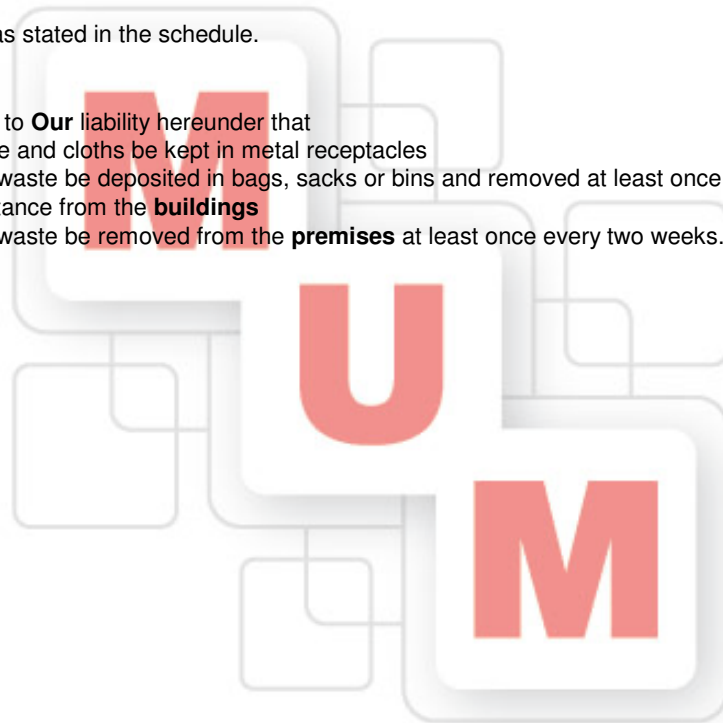 as stated in the schedule.
to Our liability hereunder that
e and cloths be kept in metal receptacles
waste be deposited in bags, sacks or bins and removed at least once
tance from the buildings
waste be removed from the premises at least once every two weeks.
M
U
M